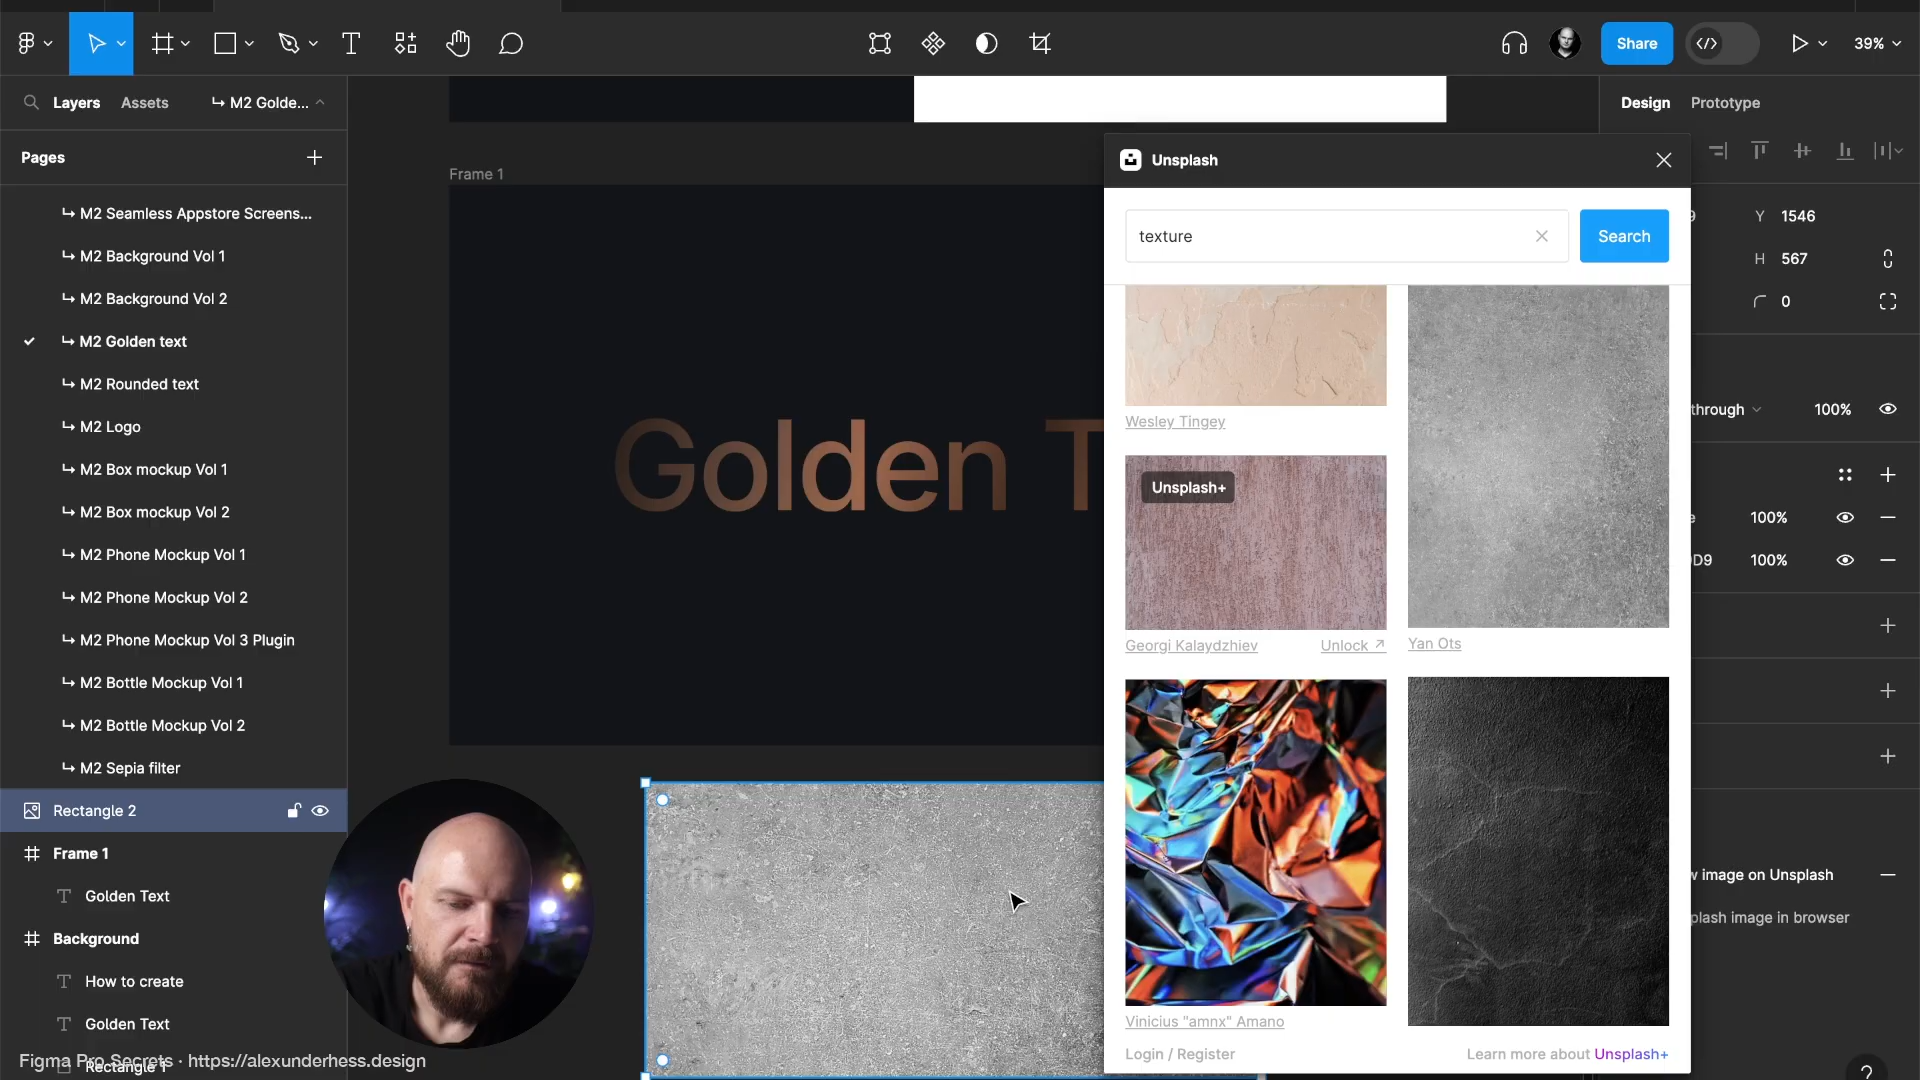 Share
39%
Layers
Assets
↳ M2 Golde...
Design
Prototype
Pages
Frame 1
Unsplash
↳ M2 Seamless Appstore Screens...
↳ M2 Background Vol 1
↳ M2 Background Vol 2
↳ M2 Golden text
↳ M2 Rounded text
↳ M2 Logo
↳ M2 Box mockup Vol 1
↳ M2 Box mockup Vol 2
↳ M2 Phone Mockup Vol 1
↳ M2 Phone Mockup Vol 2
↳ M2 Phone Mockup Vol 3 Plugin
↳ M2 Bottle Mockup Vol 1
↳ M2 Bottle Mockup Vol 2
↳ M2 Sepia filter
Rectangle 2
Frame 1
Golden Text
Background
How to create
Golden Text
Rectangle 1
Figma Pro Secrets · https://alexunderhess.design
Golden T
texture
Search
Wesley Tingey
Unsplash+
Georgi Kalaydzhiev
Unlock ↗
Yan Ots
Vinicius "amnx" Amano
Login / Register
Learn more about Unsplash+
9
Y 1546
H 567
0
through
100%
e 100%
D9 100%
w image on Unsplash
plash image in browser
?